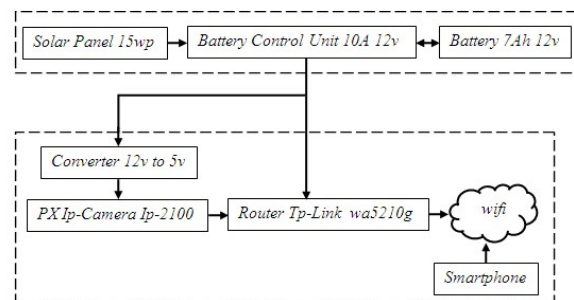 Solar Panel 15wp
Battery Control Unit 10A 12v
Battery 7Ah 12v
Converter 12v to 5v
PX Ip-Camera Ip-2100
Router Tp-Link wa5210g
wifi
Smartphone